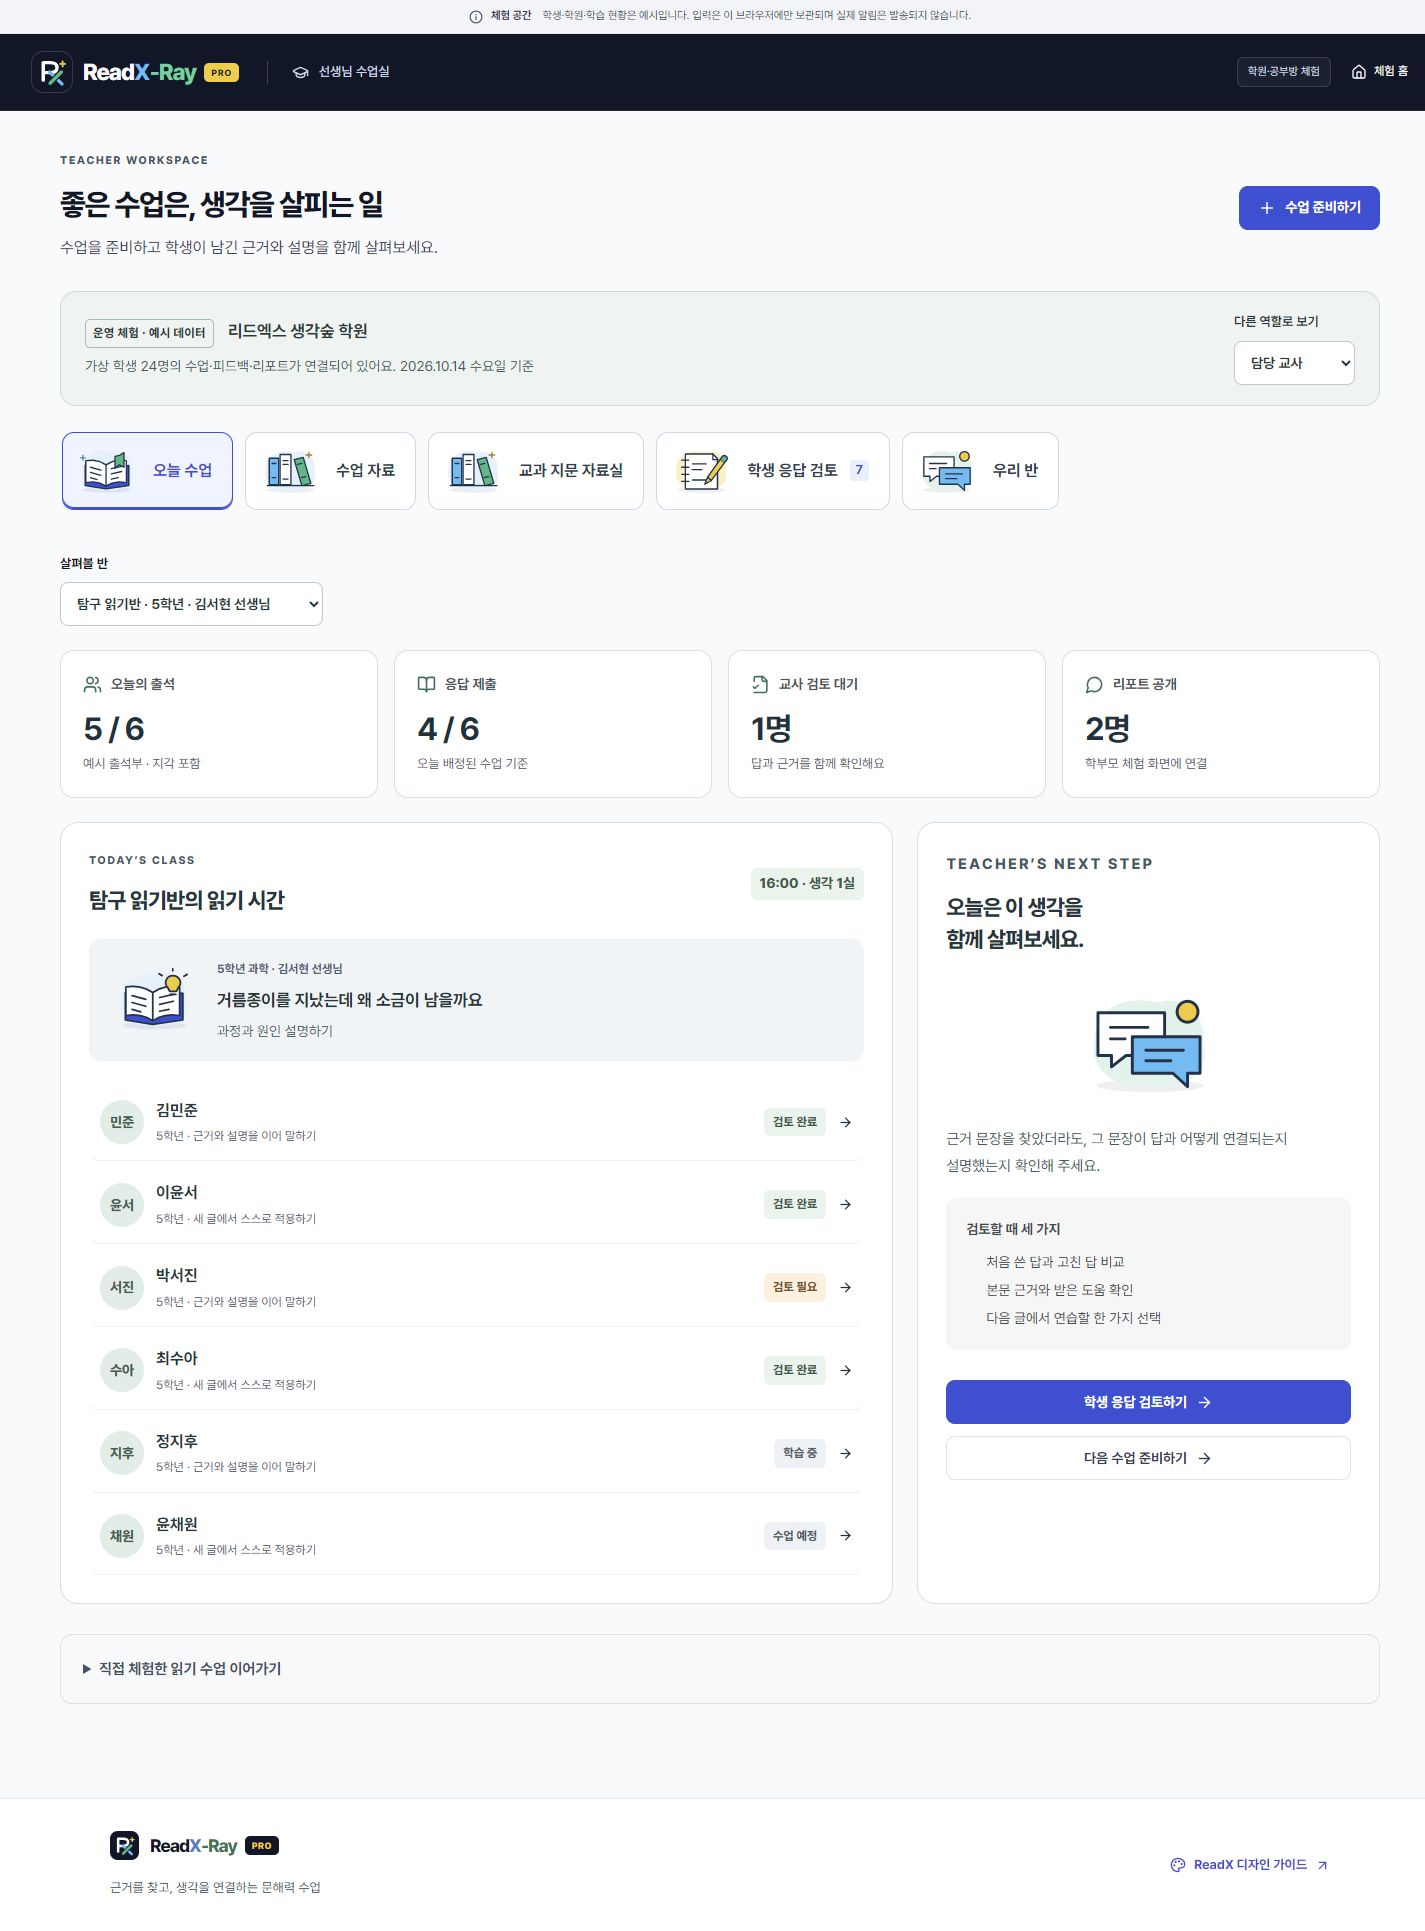 체험 공간 학생·학원·학습 현황은 예시입니다. 입력은 이 브라우저에만 보관되며 실제 알림은 발송되지 않습니다.
ReadX-Ray PRO
선생님 수업실
학원·공부방 체험
체험 홈
TEACHER WORKSPACE
좋은 수업은, 생각을 살피는 일
수업을 준비하고 학생이 남긴 근거와 설명을 함께 살펴보세요.
수업 준비하기
운영 체험 · 예시 데이터
리드엑스 생각숲 학원
가상 학생 24명의 수업·피드백·리포트가 연결되어 있어요. 2026.10.14 수요일 기준
다른 역할로 보기
담당 교사
오늘 수업
수업 자료
교과 지문 자료실
학생 응답 검토 7
우리 반
살펴볼 반
탐구 읽기반 · 5학년 · 김서현 선생님
오늘의 출석
5 / 6
예시 출석부 · 지각 포함
응답 제출
4 / 6
오늘 배정된 수업 기준
교사 검토 대기
1명
답과 근거를 함께 확인해요
리포트 공개
2명
학부모 체험 화면에 연결
TODAY'S CLASS
탐구 읽기반의 읽기 시간
16:00 · 생각 1실
5학년 과학 · 김서현 선생님
거름종이를 지났는데 왜 소금이 남을까요
과정과 원인 설명하기
민준
김민준
5학년 · 근거와 설명을 이어 말하기
검토 완료
윤서
이윤서
5학년 · 새 글에서 스스로 적용하기
검토 완료
서진
박서진
5학년 · 근거와 설명을 이어 말하기
검토 필요
수아
최수아
5학년 · 새 글에서 스스로 적용하기
검토 완료
지후
정지후
5학년 · 근거와 설명을 이어 말하기
학습 중
채원
윤채원
5학년 · 새 글에서 스스로 적용하기
수업 예정
TEACHER'S NEXT STEP
오늘은 이 생각을
함께 살펴보세요.
근거 문장을 찾았더라도, 그 문장이 답과 어떻게 연결되는지
설명했는지 확인해 주세요.
검토할 때 세 가지
처음 쓴 답과 고친 답 비교
본문 근거와 받은 도움 확인
다음 글에서 연습할 한 가지 선택
학생 응답 검토하기
다음 수업 준비하기
직접 체험한 읽기 수업 이어가기
ReadX-Ray PRO
근거를 찾고, 생각을 연결하는 문해력 수업
ReadX 디자인 가이드